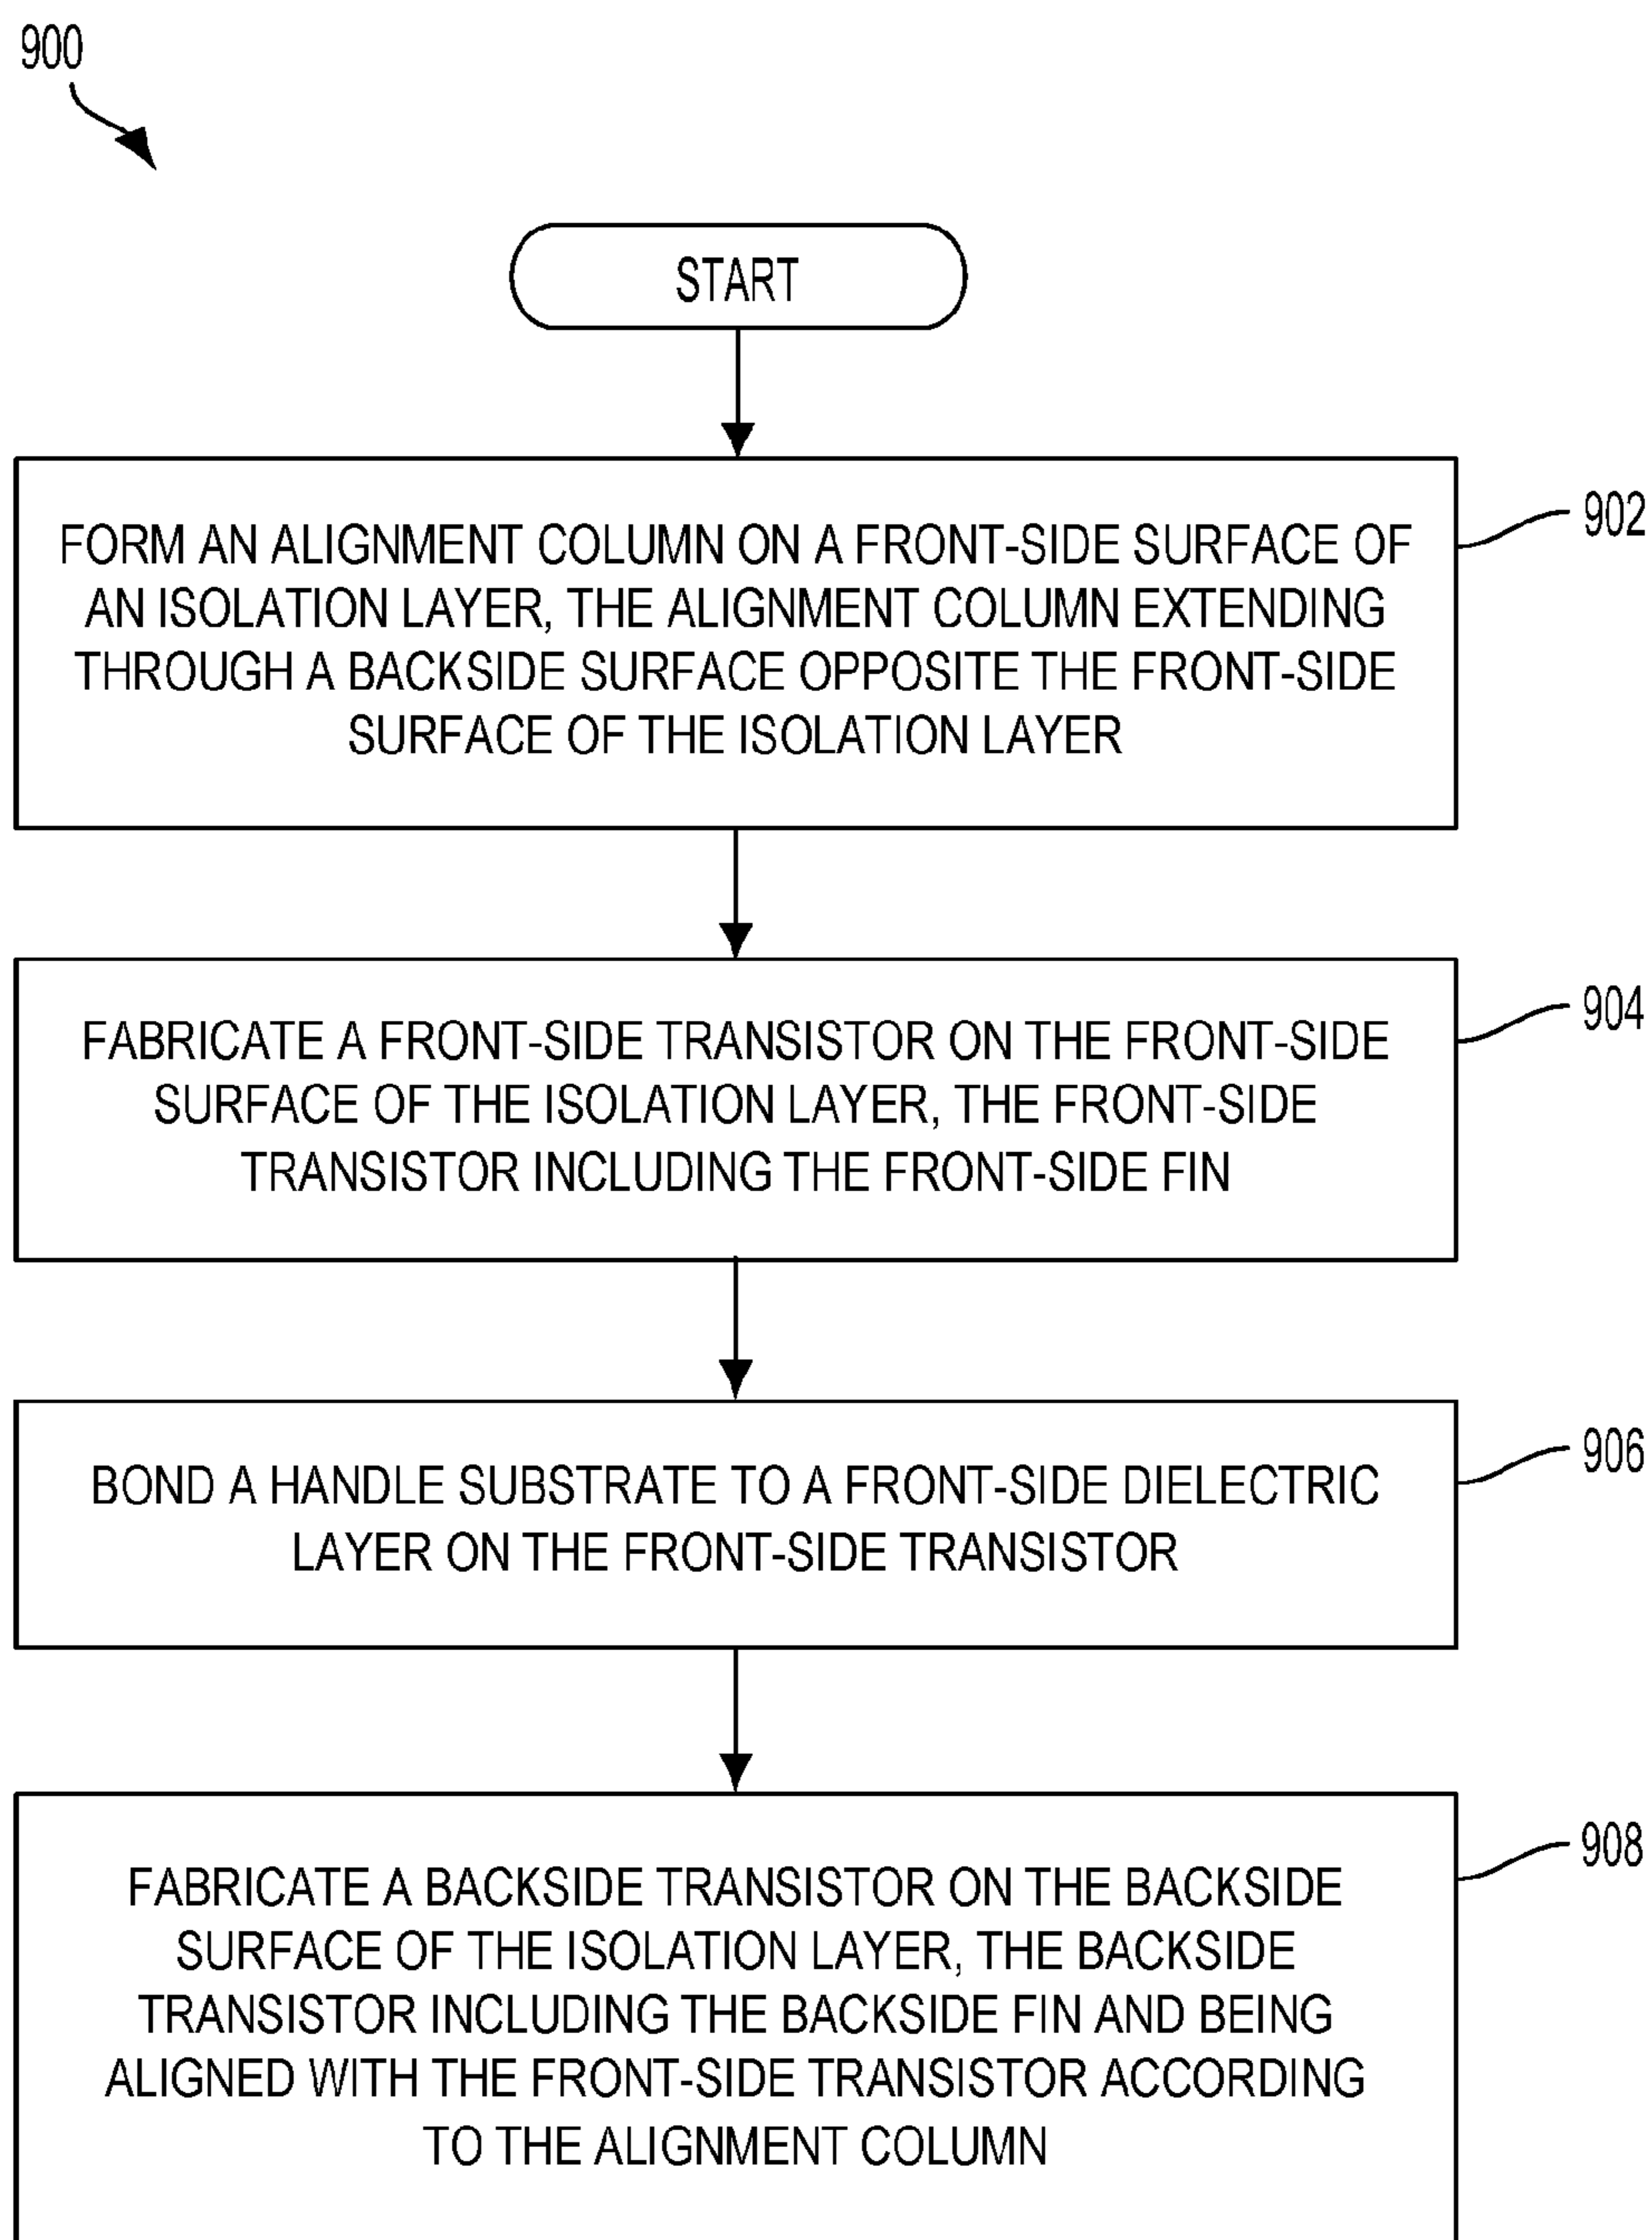 900
START
FORM AN ALIGNMENT COLUMN ON A FRONT-SIDE SURFACE OF
AN ISOLATION LAYER, THE ALIGNMENT COLUMN EXTENDING
THROUGH A BACKSIDE SURFACE OPPOSITE THE FRONT-SIDE
SURFACE OF THE ISOLATION LAYER
902
FABRICATE A FRONT-SIDE TRANSISTOR ON THE FRONT-SIDE
SURFACE OF THE ISOLATION LAYER, THE FRONT-SIDE
TRANSISTOR INCLUDING THE FRONT-SIDE FIN
904
BOND A HANDLE SUBSTRATE TO A FRONT-SIDE DIELECTRIC
LAYER ON THE FRONT-SIDE TRANSISTOR
906
FABRICATE A BACKSIDE TRANSISTOR ON THE BACKSIDE
SURFACE OF THE ISOLATION LAYER, THE BACKSIDE
TRANSISTOR INCLUDING THE BACKSIDE FIN AND BEING
ALIGNED WITH THE FRONT-SIDE TRANSISTOR ACCORDING
TO THE ALIGNMENT COLUMN
908